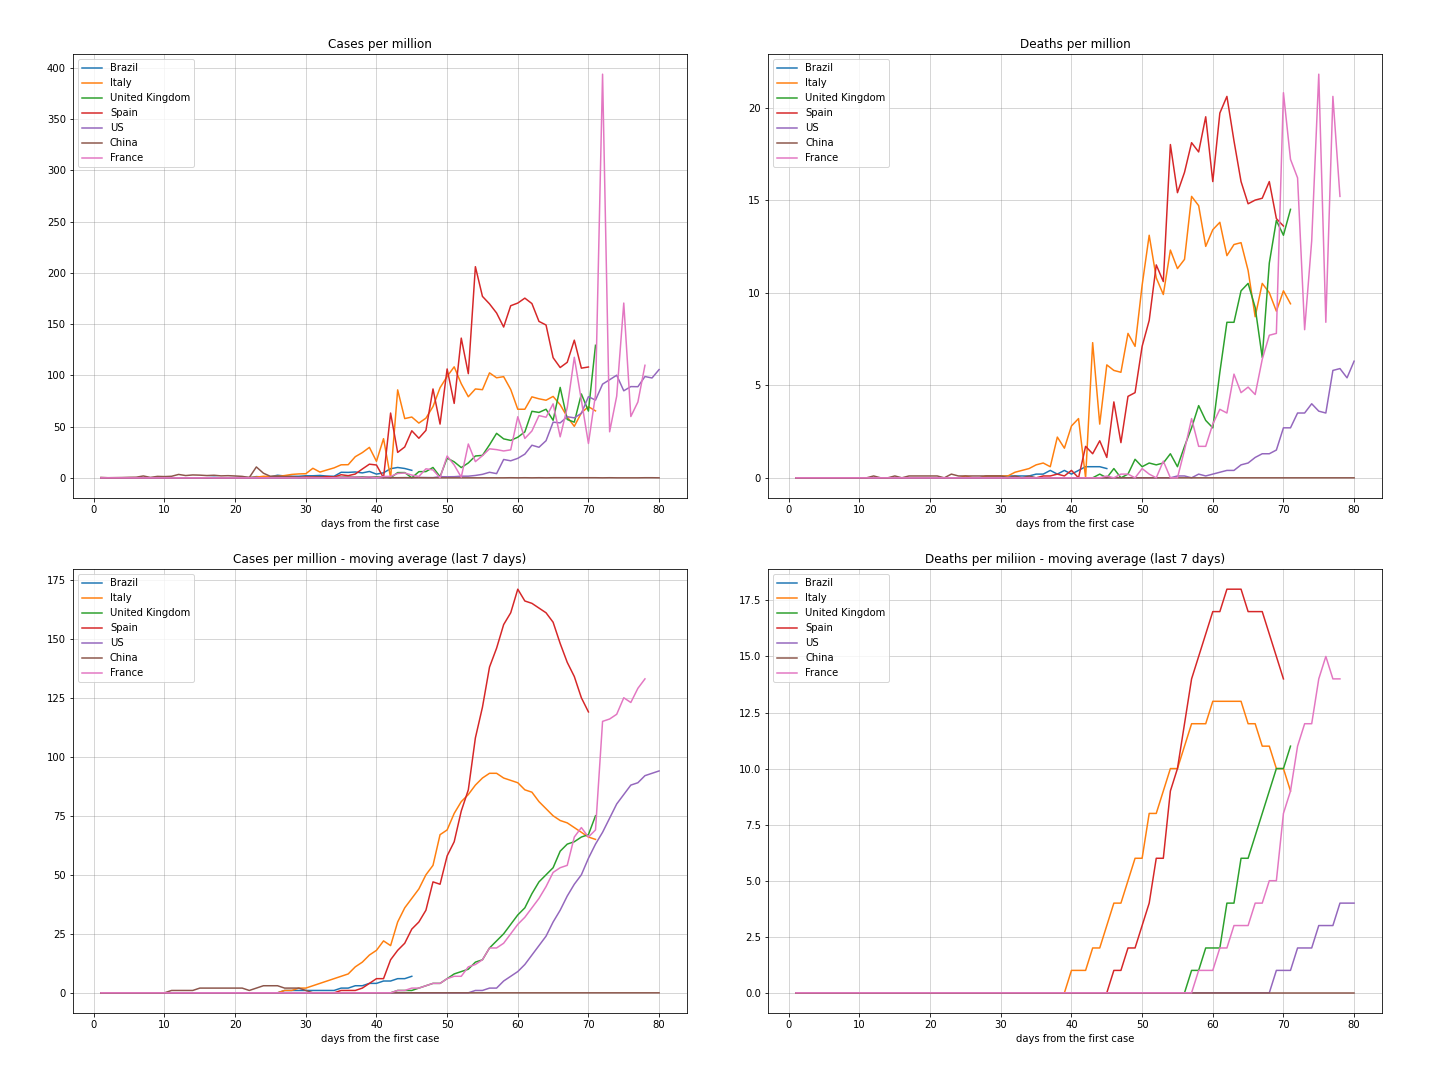 Cases per million
Brazil
Italy
United Kingdom
Spain
US
China
France
400
350
300
250
200
150
100
50
0
0 10 20 30 40 50 60 70 80
days from the first case
Deaths per million
Brazil
Italy
United Kingdom
Spain
US
China
France
20
15
10
5
0
0 10 20 30 40 50 60 70 80
days from the first case
Cases per million - moving average (last 7 days)
Brazil
Italy
United Kingdom
Spain
US
China
France
175
150
125
100
75
50
25
0
0 10 20 30 40 50 60 70 80
days from the first case
Deaths per miliion - moving average (last 7 days)
Brazil
Italy
United Kingdom
Spain
US
China
France
17.5
15.0
12.5
10.0
7.5
5.0
2.5
0.0
0 10 20 30 40 50 60 70 80
days from the first case